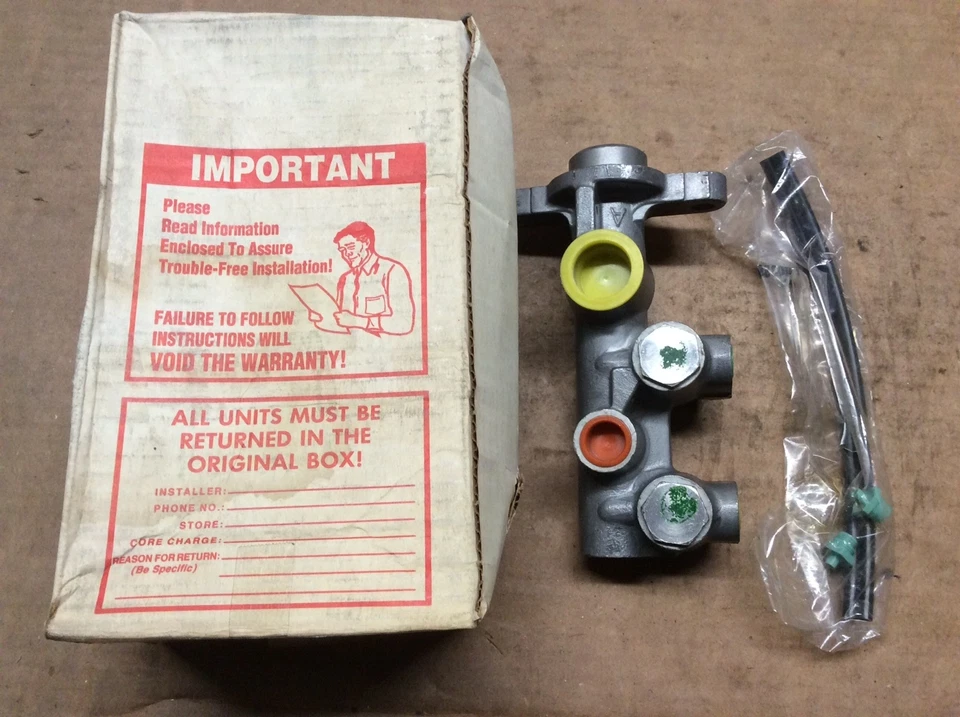 IMPORTANT
Please
Read Information
Enclosed To Assure
Trouble-Free Installation!
FAILURE TO FOLLOW
INSTRUCTIONS WILL
VOID THE WARRANTY!
ALL UNITS MUST BE
RETURNED IN THE
ORIGINAL BOX!
INSTALLER:
PHONE NO.:
STORE:
CORE CHARGE:
REASON FOR RETURN:
(Be Specific)
A